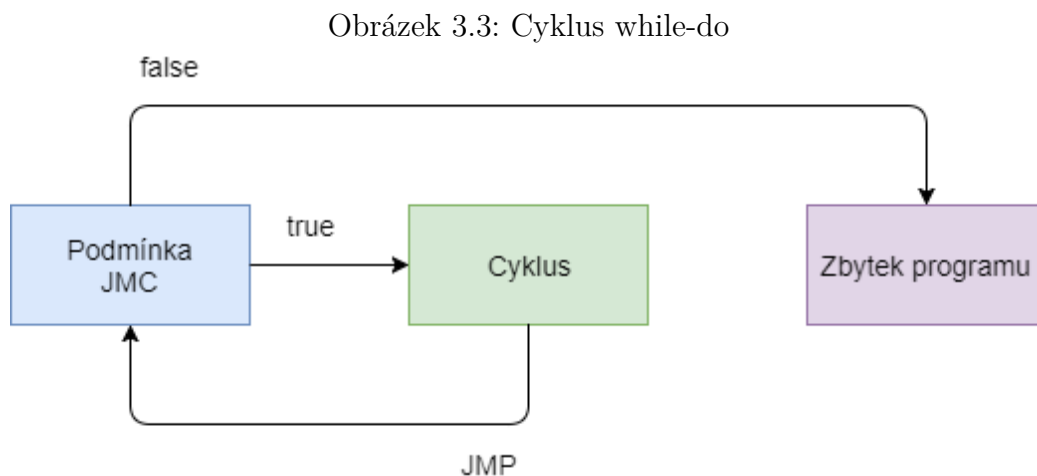 Obrázek 3.3: Cyklus while-do
false
true
Podmínka
JMC
Cyklus
Zbytek programu
JMP